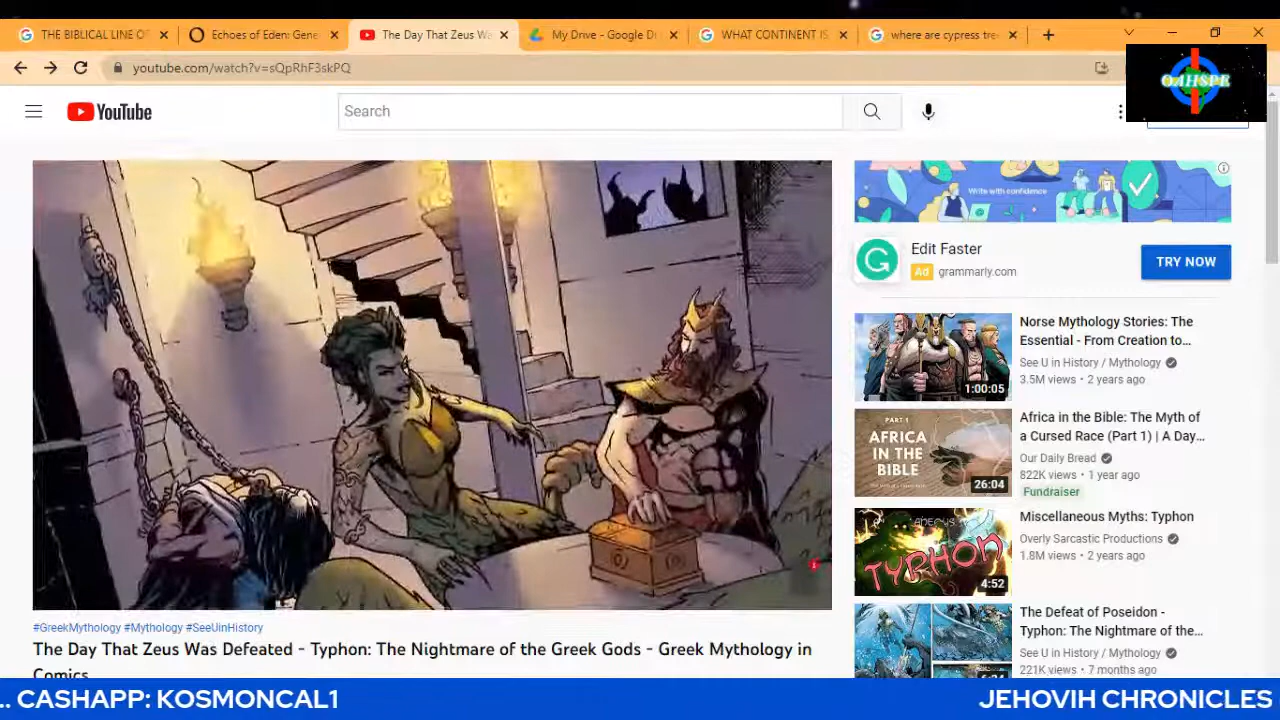 THE BIBLICAL LINE OF
Echoes of Eden: Gene
The Day That Zeus Wa
My Drive - Google Dr
WHAT CONTINENT IS
where are cypress tre
youtube.com/watch?v=sQpRhF3skPQ
OAHSPE
YouTube
Search
Write with confidence
Edit Faster
Ad grammarly.com
TRY NOW
Norse Mythology Stories: The
Essential - From Creation to…
See U in History / Mythology
3.5M views • 2 years ago
1:00:05
PART 1
AFRICA
IN THE
BIBLE
26:04
Africa in the Bible: The Myth of
a Cursed Race (Part 1) | A Day…
Our Daily Bread
822K views • 1 year ago
Fundraiser
TYPHON
4:52
Miscellaneous Myths: Typhon
Overly Sarcastic Productions
1.8M views • 2 years ago
The Defeat of Poseidon -
Typhon: The Nightmare of the…
See U in History / Mythology
221K views • 7 months ago
#GreekMythology #Mythology #SeeUinHistory
The Day That Zeus Was Defeated - Typhon: The Nightmare of the Greek Gods - Greek Mythology in
Comics
.. CASHAPP: KOSMONCAL1
JEHOVIH CHRONICLES